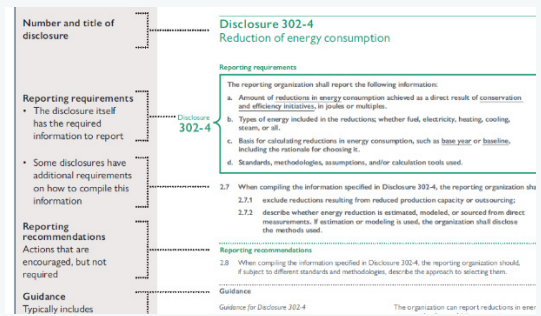 Number and title of
disclosure
Disclosure 302-4
Reduction of energy consumption
Reporting requirements
Reporting requirements
• The disclosure itself
has the required
information to report
• Some disclosures have
additional requirements
on how to compile this
information
Disclosure
302-4
The reporting organization shall report the following information:
a. Amount of reductions in energy consumption achieved as a direct result of conservation
and efficiency initiatives, in joules or multiples.
b. Types of energy included in the reductions; whether fuel, electricity, heating, cooling,
steam, or all.
c. Basis for calculating reductions in energy consumption, such as base year or baseline,
including the rationale for choosing it.
d. Standards, methodologies, assumptions, and/or calculation tools used.
2.7 When compiling the information specified in Disclosure 302-4, the reporting organization sha
2.7.1 exclude reductions resulting from reduced production capacity or outsourcing;
2.7.2 describe whether energy reduction is estimated, modeled, or sourced from direct
measurements. If estimation or modeling is used, the organization shall disclose
the methods used.
Reporting
recommendations
Actions that are
encouraged, but not
required
Reporting recommendations
2.8 When compiling the information specified in Disclosure 302-4, the reporting organization should,
if subject to different standards and methodologies, describe the approach to selecting them.
Guidance
Typically includes
Guidance
Guidance for Disclosure 302-4
The organization can report reductions in ener